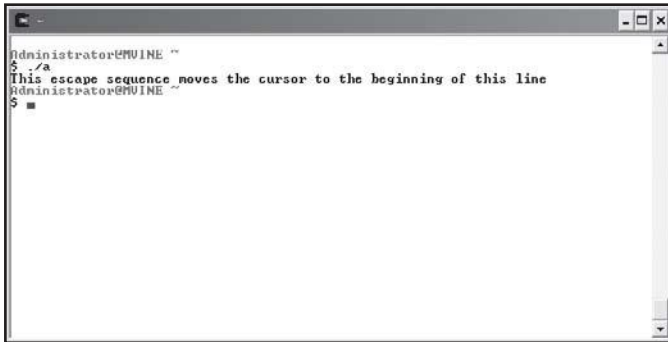 Administrator@MVINE ~
$ ./a
This escape sequence moves the cursor to the beginning of this line
Administrator@MVINE ~
$